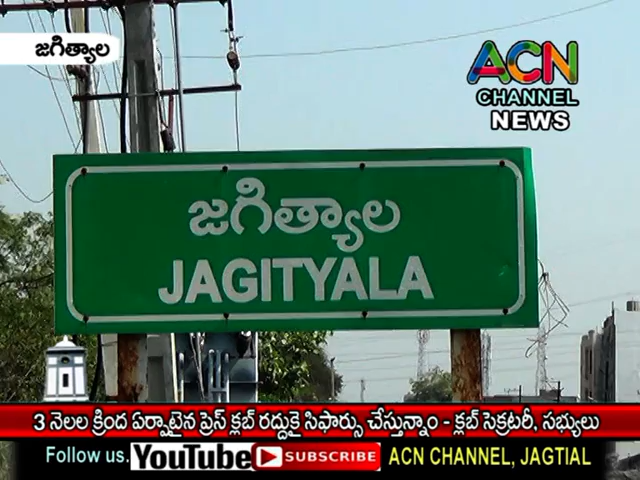 జగిత్యాల
ACN
CHANNEL
NEWS
జగిత్యాల
JAGITYALA
3 నెలల క్రింద ఏర్పాటైన ప్రెస్ క్లబ్ రద్దుకై సిఫార్సు చేస్తున్నాం - క్లబ్ సెక్రటరీ, సభ్యులు
Follow us. YouTube SUBSCRIBE ACN CHANNEL, JAGTIAL